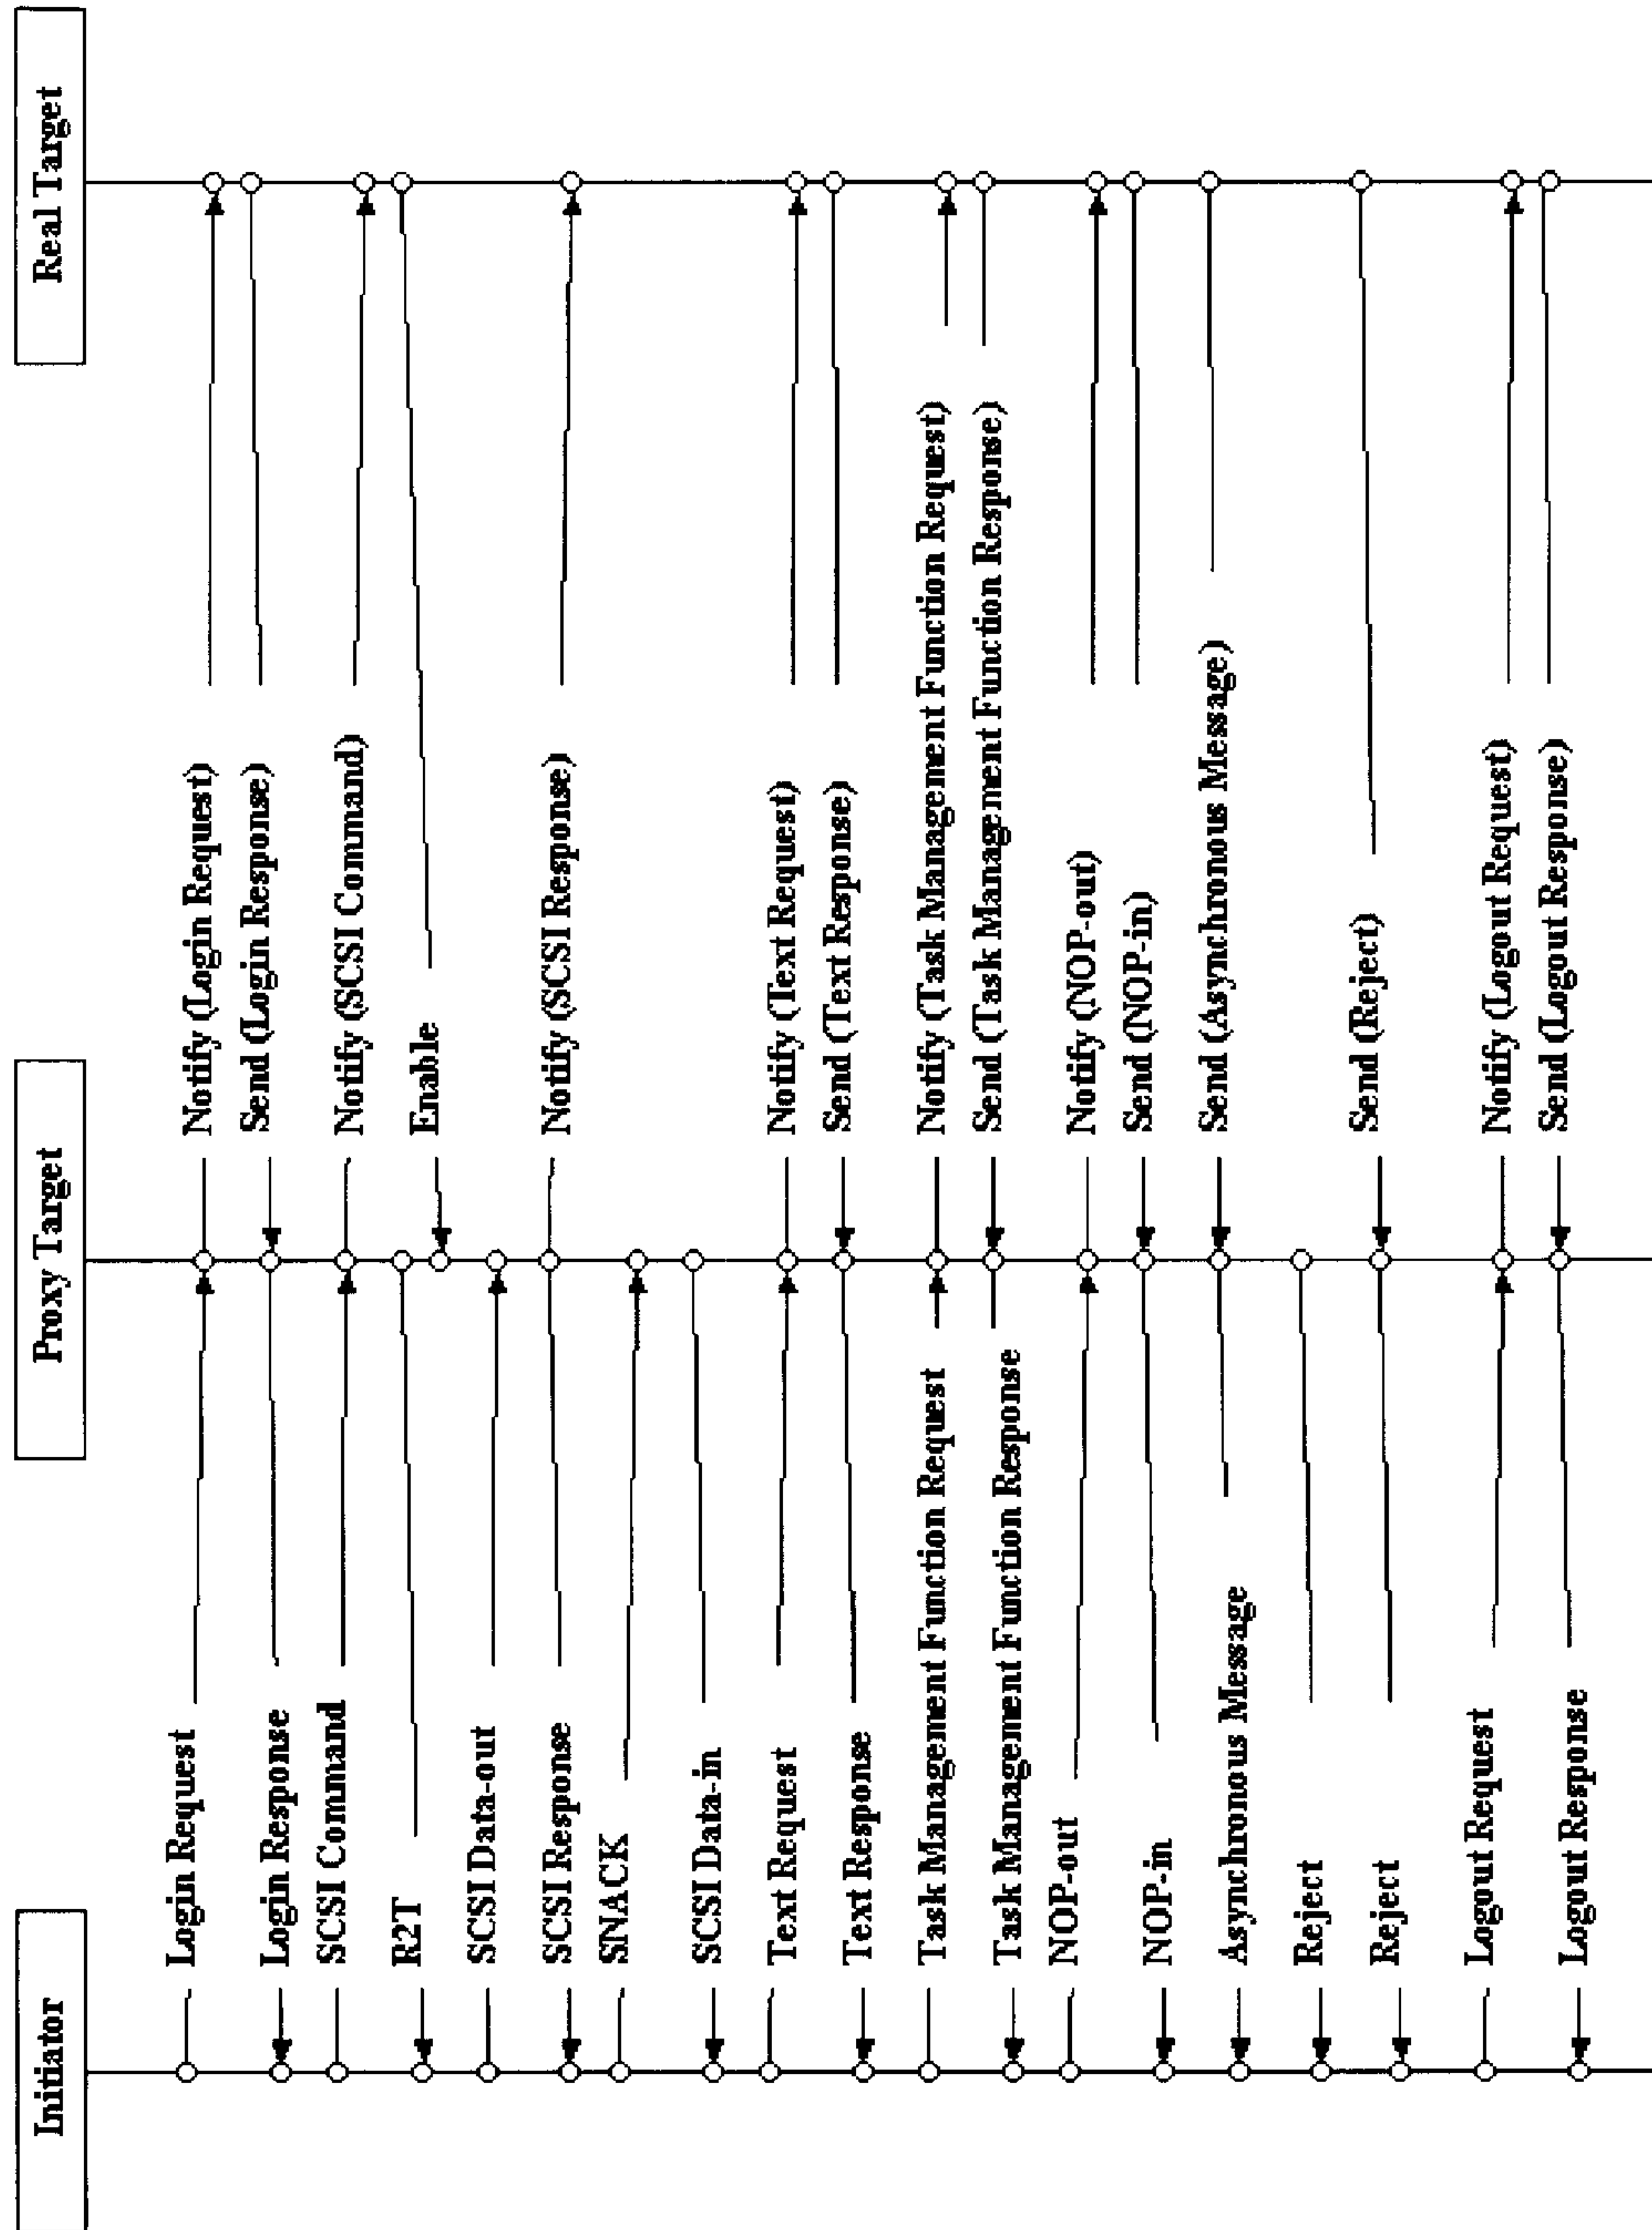 Initiator
Proxy Target
Real Target
Login Request
Notify (Login Request)
Login Response
Send (Login Response)
SCSI Command
Notify (SCSI Command)
R2T
Enable
SCSI Data-out
SCSI Response
Notify (SCSI Response)
SNACK
SCSI Data-in
Text Request
Notify (Text Request)
Text Response
Send (Text Response)
Task Management Function Request
Notify (Task Management Function Request)
Task Management Function Response
Send (Task Management Function Response)
NOP-out
Notify (NOP-out)
NOP-in
Send (NOP-in)
Asynchronous Message
Send (Asynchronous Message)
Reject
Reject
Send (Reject)
Logout Request
Notify (Logout Request)
Logout Response
Send (Logout Response)